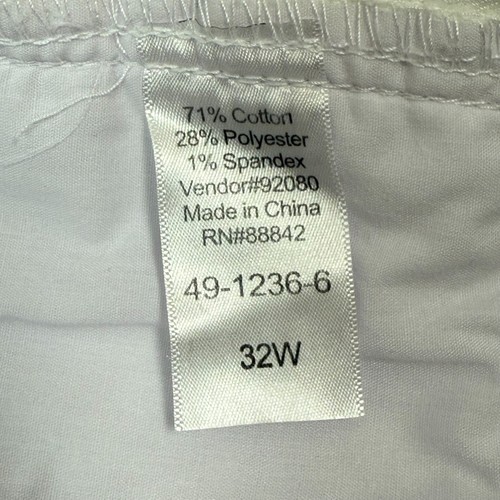 71% Cotton
28% Polyester
1% Spandex
Vendor#92080
Made in China
RN#88842
49-1236-6
32W